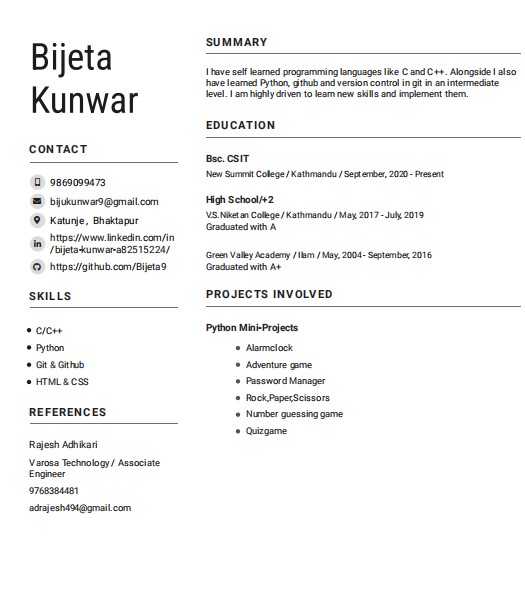 Bijeta
Kunwar
CONTACT
9869099473
bijukunwar9@gmail.com
Katunje, Bhaktapur
https://www.linkedin.com/in
/bijeta-kunwar-a82515224/
https://github.com/Bijeta9
SKILLS
C/C++
Python
Git & Github
HTML & CSS
REFERENCES
Rajesh Adhikari
Varosa Technology / Associate
Engineer
9768384481
adrajesh494@gmail.com
SUMMARY
I have self learned programming languages like C and C++. Alongside I also
have learned Python, github and version control in git in an intermediate
level. I am highly driven to learn new skills and implement them.
EDUCATION
Bsc. CSIT
New Summit College / Kathmandu / September, 2020 - Present
High School/+2
V.S.Niketan College / Kathmandu / May, 2017 - July, 2019
Graduated with A
Green Valley Academy / Ilam / May, 2004 - September, 2016
Graduated with A+
PROJECTS INVOLVED
Python Mini-Projects
Alarmclock
Adventure game
Password Manager
Rock,Paper,Scissors
Number guessing game
Quizgame